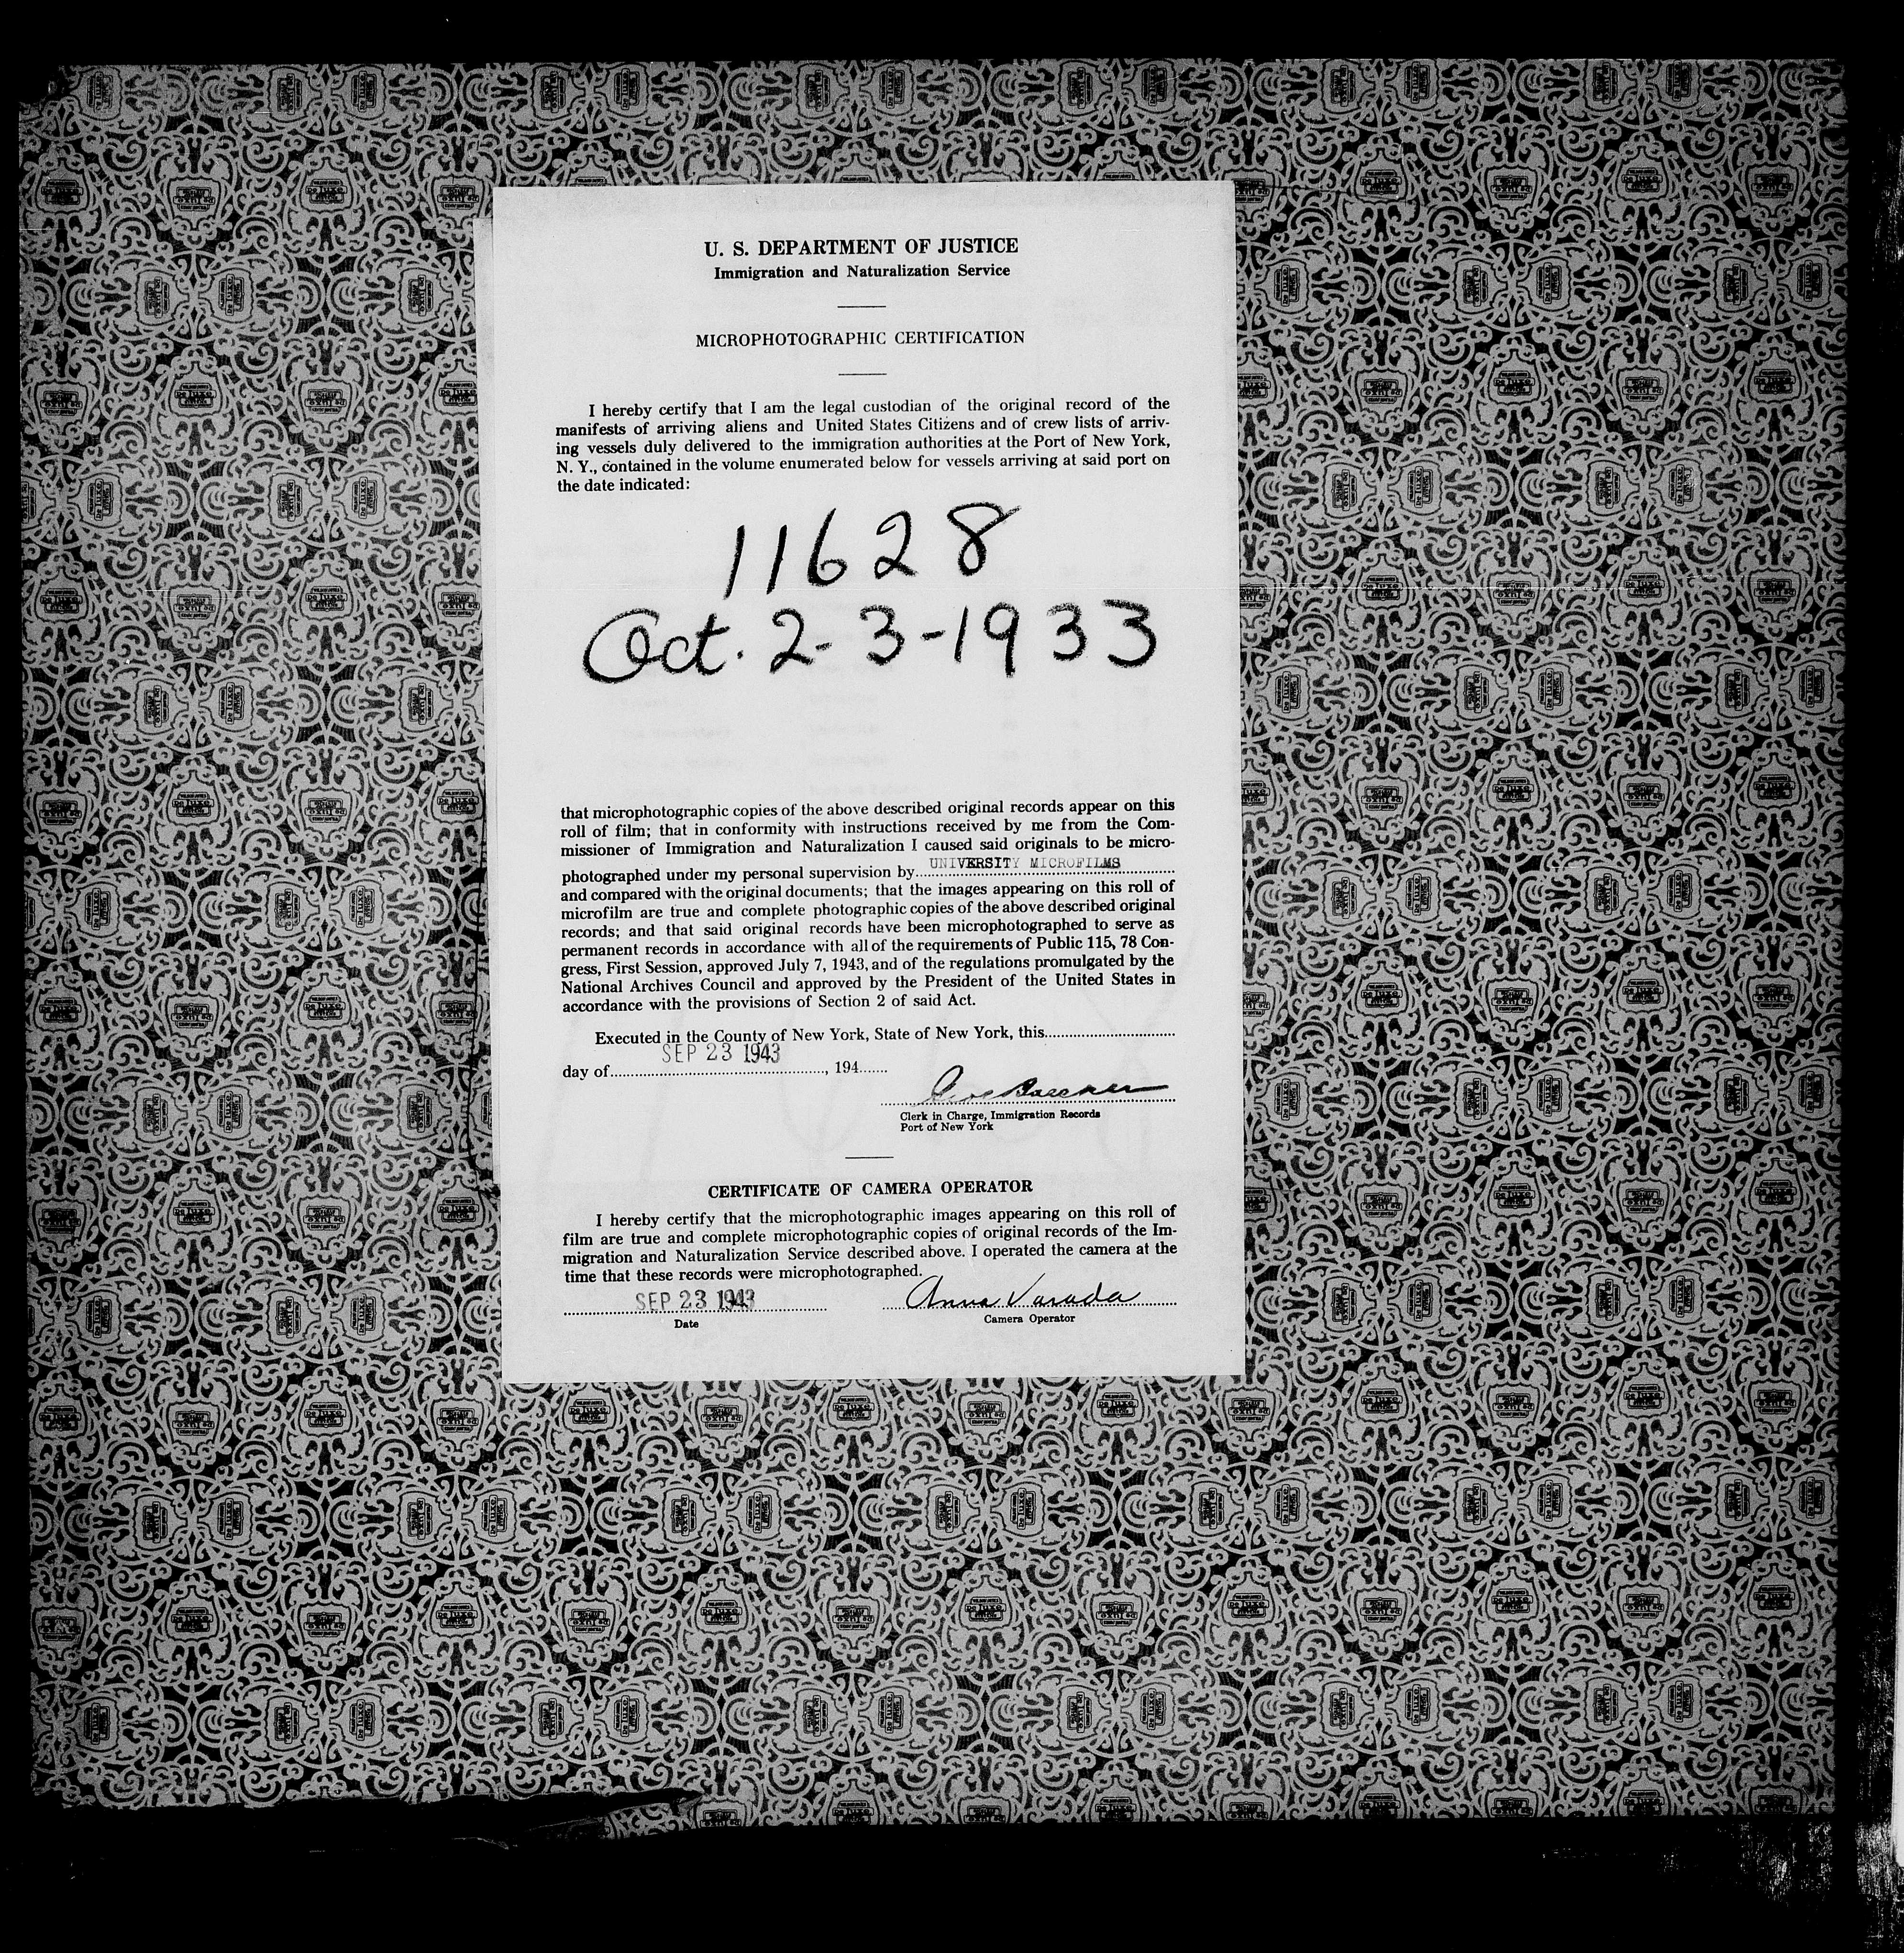 U. S. DEPARTMENT OF JUSTICE
Immigration and Naturalization Service
MICROPHOTOGRAPHIC CERTIFICATION
I hereby certify that I am the legal custodian of the original record of the
manifests of arriving aliens and United States Citizens and of crew lists of arriv-
ing vessels duly delivered to the immigration authorities at the Port of New York,
N. Y., contained in the volume enumerated below for vessels arriving at said port on
the date indicated:
11628
Oct. 2-3-1933
that microphotographic copies of the above described original records appear on this
roll of film; that in conformity with instructions received by me from the Com-
missioner of Immigration and Naturalization I caused said originals to be micro-
photographed under my personal supervision by UNIVERSITY MICROFILMS
and compared with the original documents; that the images appearing on this roll of
microfilm are true and complete photographic copies of the above described original
records; and that said original records have been microphotographed to serve as
permanent records in accordance with all of the requirements of Public 115, 78 Con-
gress, First Session, approved July 7, 1943, and of the regulations promulgated by the
National Archives Council and approved by the President of the United States in
accordance with the provisions of Section 2 of said Act.
Executed in the County of New York, State of New York, this
SEP 23 1943
day of , 194
Clerk in Charge, Immigration Records
Port of New York
CERTIFICATE OF CAMERA OPERATOR
I hereby certify that the microphotographic images appearing on this roll of
film are true and complete microphotographic copies of original records of the Im-
migration and Naturalization Service described above. I operated the camera at the
time that these records were microphotographed.
SEP 23 1943 Anna Varada
Date Camera Operator